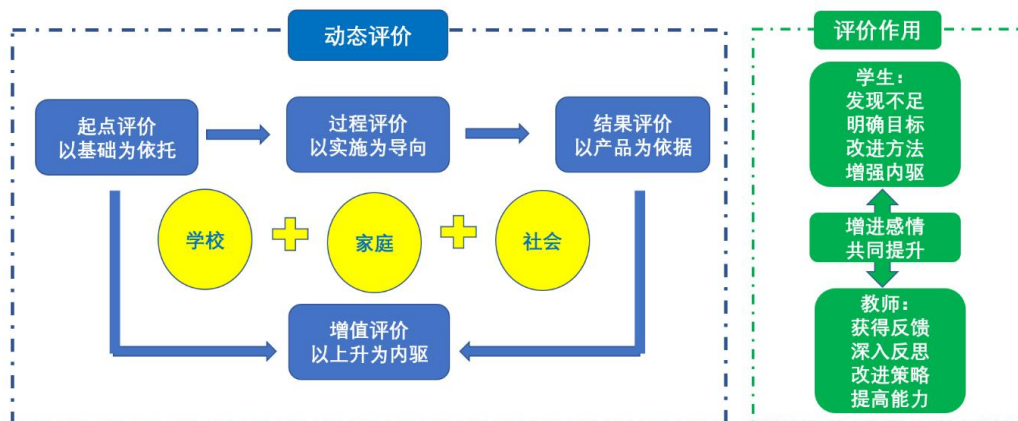 动态评价
起点评价
以基础为依托
过程评价
以实施为导向
结果评价
以产品为依据
学校
家庭
社会
增值评价
以上升为内驱
评价作用
学生：
发现不足
明确目标
改进方法
增强内驱
增进感情
共同提升
教师：
获得反馈
深入反思
改进策略
提高能力